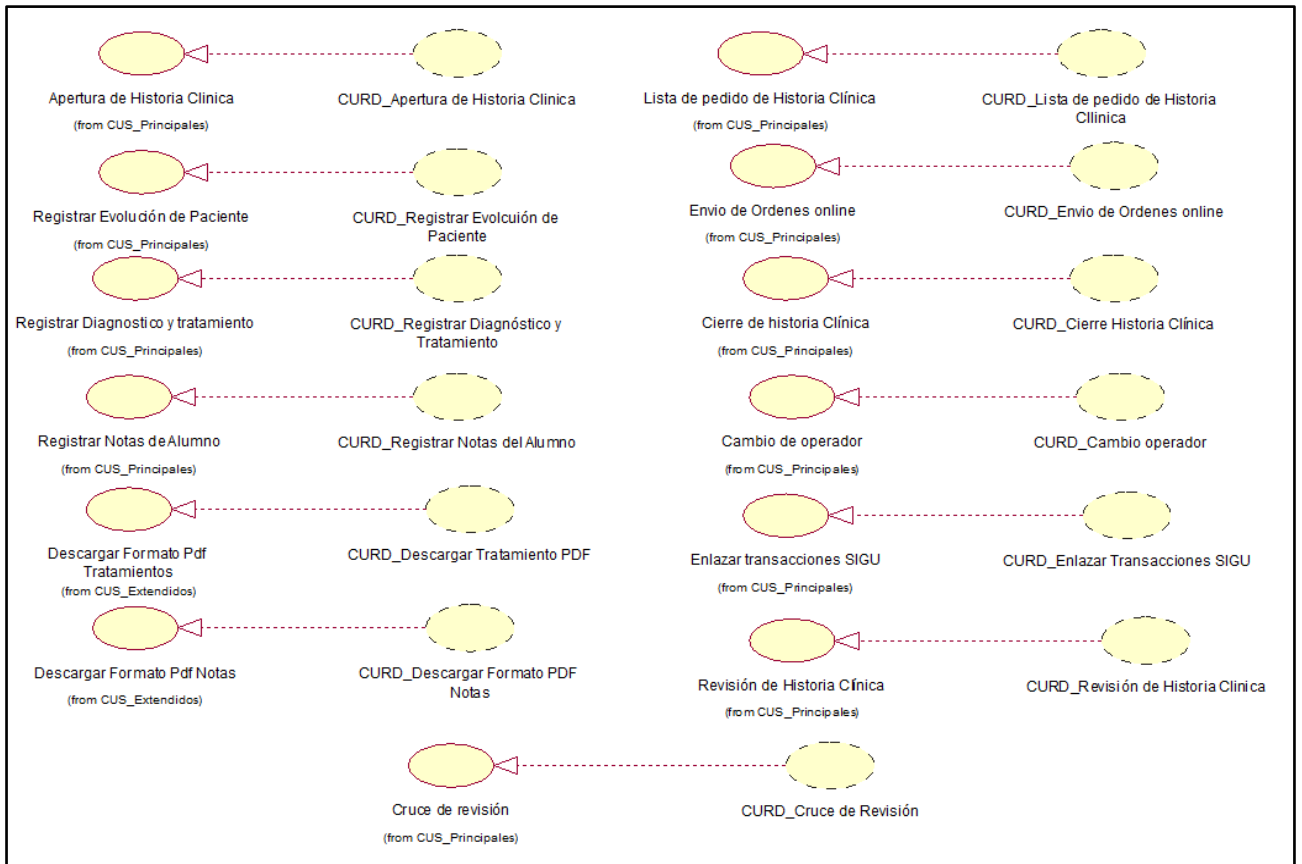 Apertura de Historia Clinica
(from CUS_Principales)
CURD_Apertura de Historia Clinica
Lista de pedido de Historia Clínica
(from CUS_Principales)
CURD_Lista de pedido de Historia
Cllinica
Registrar Evolución de Paciente
(from CUS_Principales)
CURD_Registrar Evolcuión de
Paciente
Envio de Ordenes online
(from CUS_Principales)
CURD_Envio de Ordenes online
Registrar Diagnostico y tratamiento
(from CUS_Principales)
CURD_Registrar Diagnóstico y
Tratamiento
Cierre de historia Clínica
(from CUS_Principales)
CURD_Cierre Historia Clínica
Registrar Notas de Alumno
(from CUS_Principales)
CURD_Registrar Notas del Alumno
Cambio de operador
(from CUS_Principales)
CURD_Cambio operador
Descargar Formato Pdf
Tratamientos
(from CUS_Extendidos)
CURD_Descargar Tratamiento PDF
Enlazar transacciones SIGU
(from CUS_Principales)
CURD_Enlazar Transacciones SIGU
Descargar Formato Pdf Notas
(from CUS_Extendidos)
CURD_Descargar Formato PDF
Notas
Revisión de Historia Clínica
(from CUS_Principales)
CURD_Revisión de Historia Clinica
Cruce de revisión
(from CUS_Principales)
CURD_Cruce de Revisión